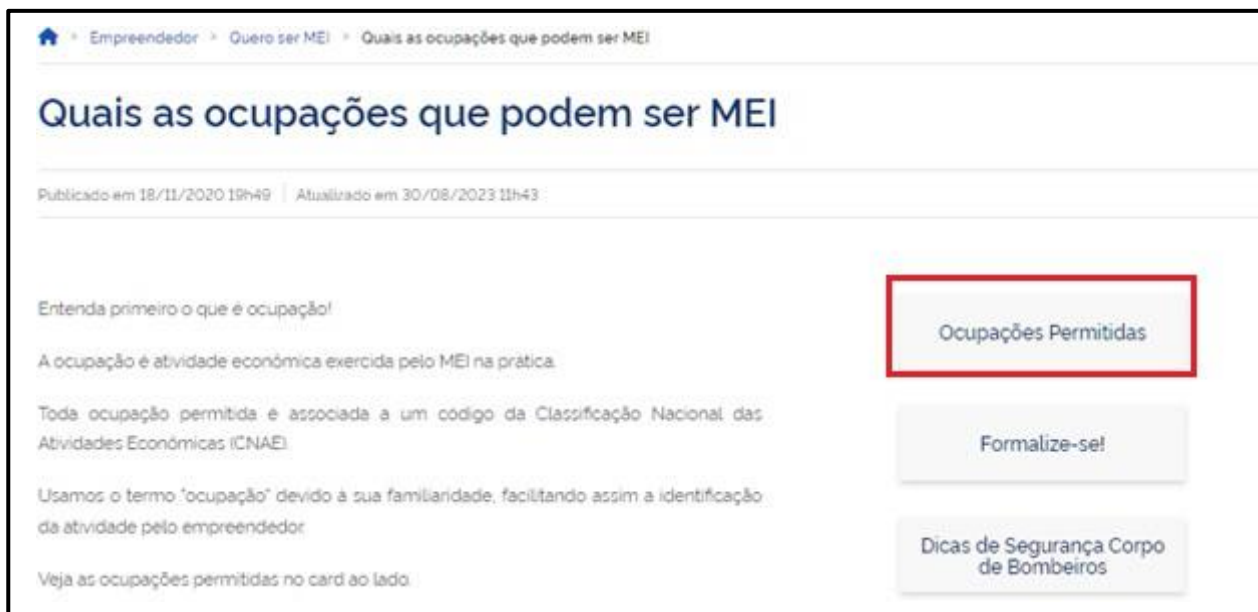 Empreendedor > Quero ser MEI > Quais as ocupações que podem ser MEI
Quais as ocupações que podem ser MEI
Publicado em 18/11/2020 19h49 | Atualizado em 30/08/2023 11h43
Entenda primeiro o que é ocupação!
A ocupação é atividade econômica exercida pelo MEI na prática.
Toda ocupação permitida é associada a um código da Classificação Nacional das
Atividades Econômicas (CNAE).
Usamos o termo "ocupação" devido à sua familiaridade, facilitando assim a identificação
da atividade pelo empreendedor.
Veja as ocupações permitidas no card ao lado.
Ocupações Permitidas
Formalize-se!
Dicas de Segurança Corpo
de Bombeiros